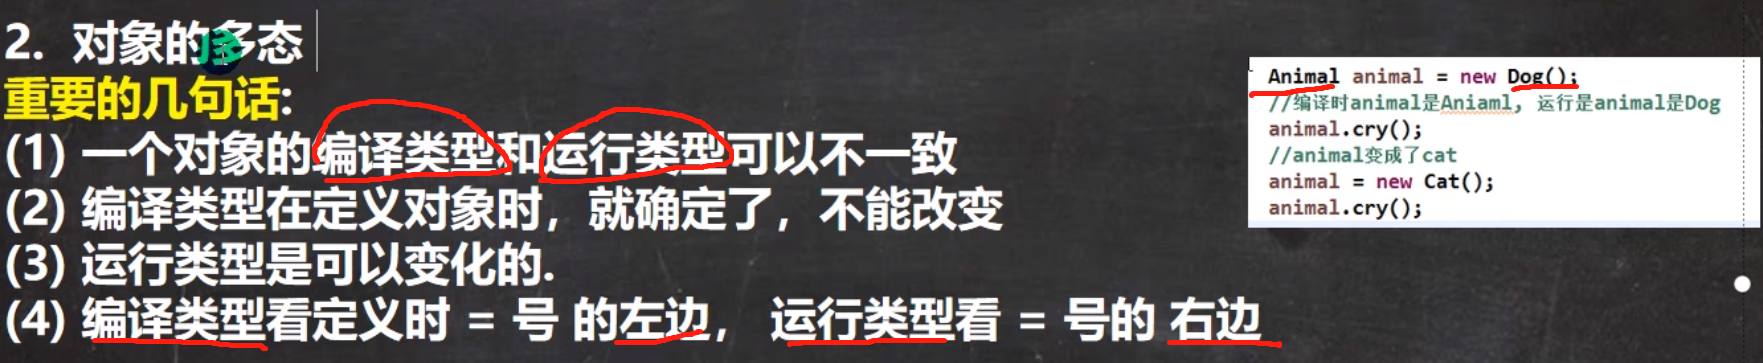 2. 对象的多态
重要的几句话:
(1) 一个对象的编译类型和运行类型可以不一致
(2) 编译类型在定义对象时，就确定了，不能改变
(3) 运行类型是可以变化的.
(4) 编译类型看定义时 = 号 的左边， 运行类型看 = 号的 右边
Animal animal = new Dog();
//编译时animal是Aniaml, 运行是animal是Dog
animal.cry();
//animal变成了cat
animal = new Cat();
animal.cry();